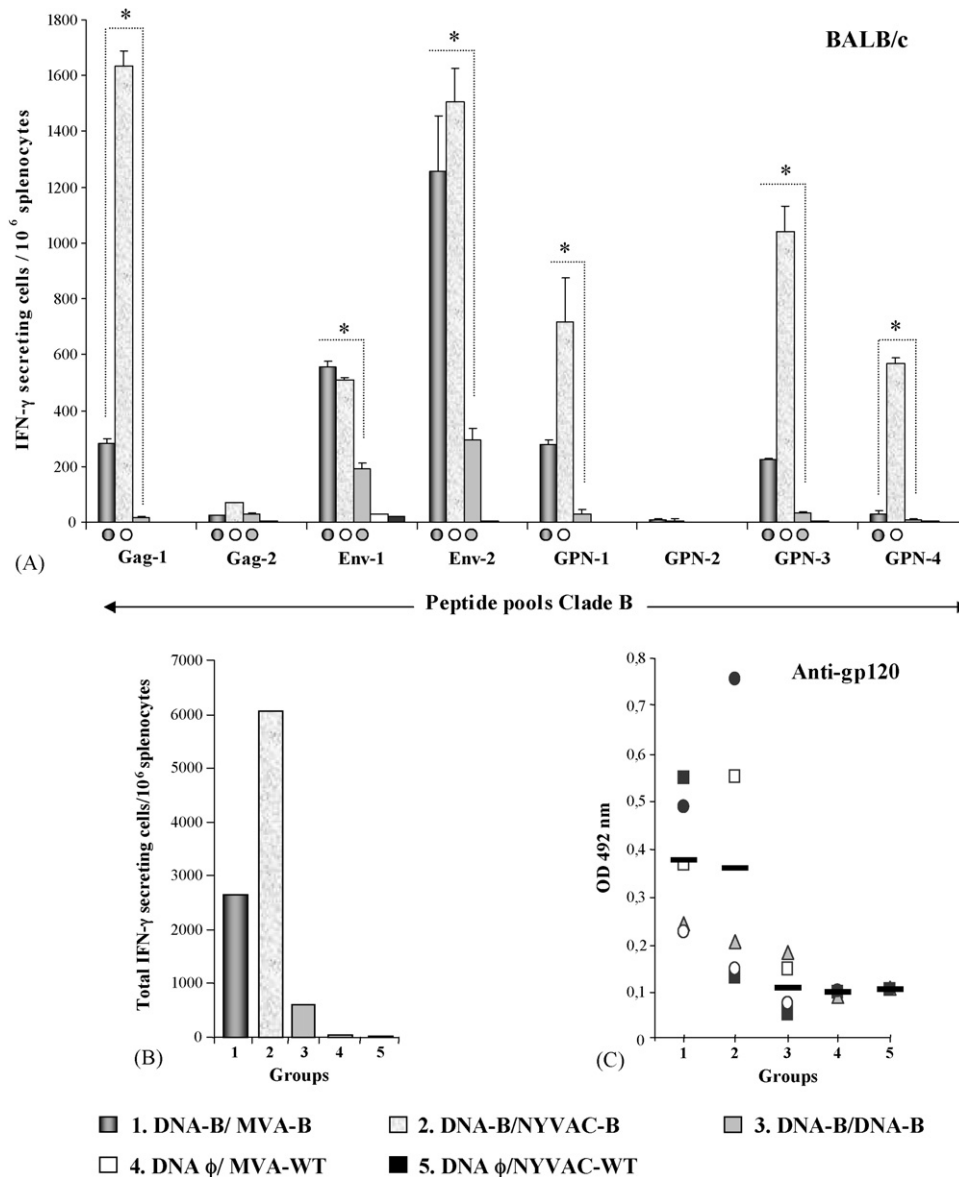 BALB/c
IFN-γ secreting cells / 10⁶ splenocytes
1800
1600
1400
1200
1000
800
600
400
200
0
* * * * * *
Gag-1 Gag-2 Env-1 Env-2 GPN-1 GPN-2 GPN-3 GPN-4
(A)
Peptide pools Clade B
Total IFN-γ secreting cells/10⁶ splenocytes
7000
6000
5000
4000
3000
2000
1000
0
1 2 3 4 5
Groups
(B)
Anti-gp120
OD 492 nm
0,8
0,7
0,6
0,5
0,4
0,3
0,2
0,1
0
1 2 3 4 5
Groups
(C)
1. DNA-B/ MVA-B
2. DNA-B/NYVAC-B
3. DNA-B/DNA-B
4. DNA ϕ/ MVA-WT
5. DNA ϕ/NYVAC-WT